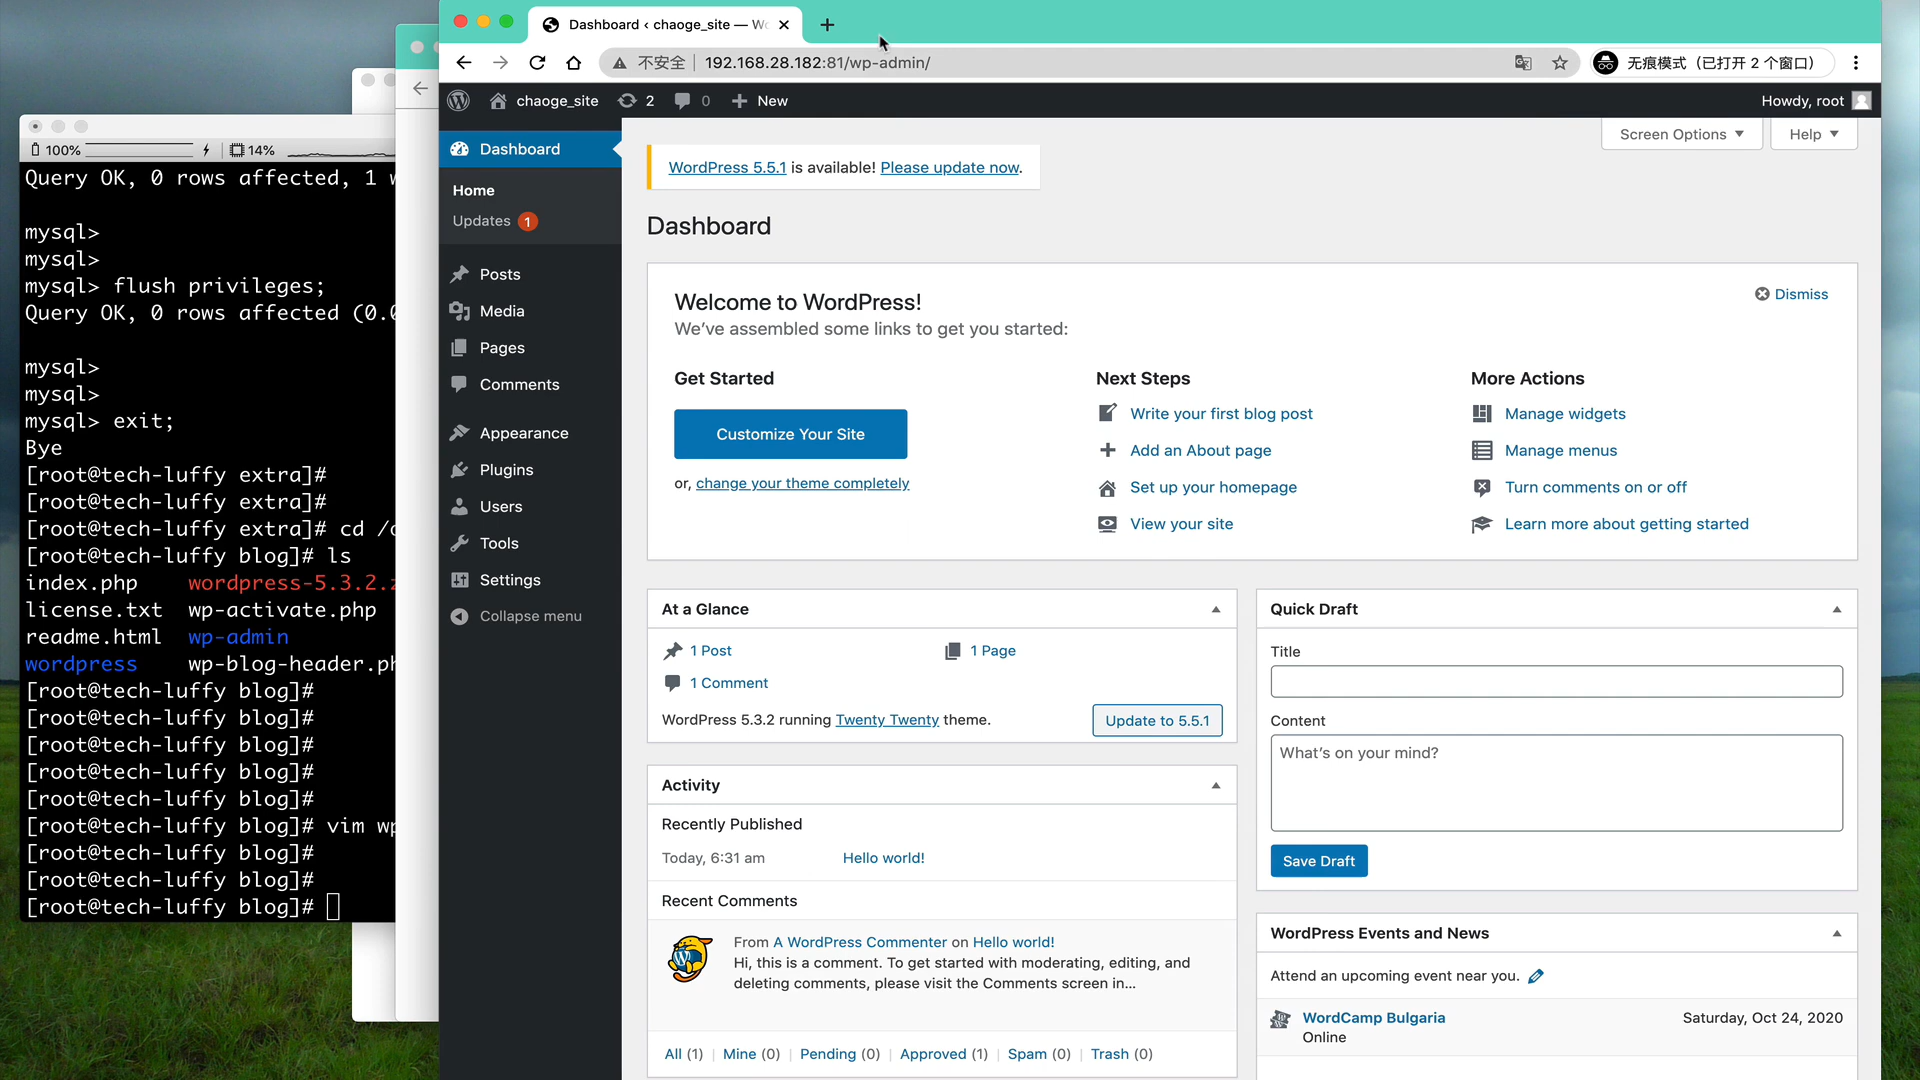 Dashboard ‹ chaoge_site — Wo
不安全 192.168.28.182:81/wp-admin/
无痕模式（已打开 2 个窗口）
chaoge_site 2 0 New
Howdy, root
Screen Options Help
100% 14%
Query OK, 0 rows affected, 1 w
mysql>
mysql>
mysql> flush privileges;
Query OK, 0 rows affected (0.0
mysql>
mysql>
mysql> exit;
Bye
[root@tech-luffy extra]#
[root@tech-luffy extra]#
[root@tech-luffy extra]# cd /
[root@tech-luffy blog]# ls
index.php wordpress-5.3.2.z
license.txt wp-activate.php
readme.html wp-admin
wordpress wp-blog-header.ph
[root@tech-luffy blog]#
[root@tech-luffy blog]#
[root@tech-luffy blog]#
[root@tech-luffy blog]#
[root@tech-luffy blog]#
[root@tech-luffy blog]# vim wp
[root@tech-luffy blog]#
[root@tech-luffy blog]#
[root@tech-luffy blog]#
Dashboard
Home
Updates 1
Posts
Media
Pages
Comments
Appearance
Plugins
Users
Tools
Settings
Collapse menu
WordPress 5.5.1 is available! Please update now.
Dashboard
Welcome to WordPress!
We've assembled some links to get you started:
Dismiss
Get Started
Customize Your Site
or, change your theme completely
Next Steps
Write your first blog post
Add an About page
Set up your homepage
View your site
More Actions
Manage widgets
Manage menus
Turn comments on or off
Learn more about getting started
At a Glance
1 Post 1 Page
1 Comment
WordPress 5.3.2 running Twenty Twenty theme.
Update to 5.5.1
Activity
Recently Published
Today, 6:31 am Hello world!
Recent Comments
From A WordPress Commenter on Hello world!
Hi, this is a comment. To get started with moderating, editing, and
deleting comments, please visit the Comments screen in…
All (1) | Mine (0) | Pending (0) | Approved (1) | Spam (0) | Trash (0)
Quick Draft
Title
Content
What's on your mind?
Save Draft
WordPress Events and News
Attend an upcoming event near you.
WordCamp Bulgaria Saturday, Oct 24, 2020
Online